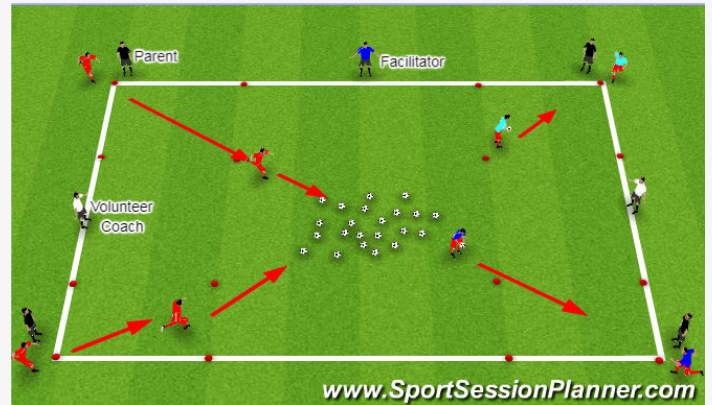 Parent
Facilitator
Volunteer
Coach
www.SportSessionPlanner.com